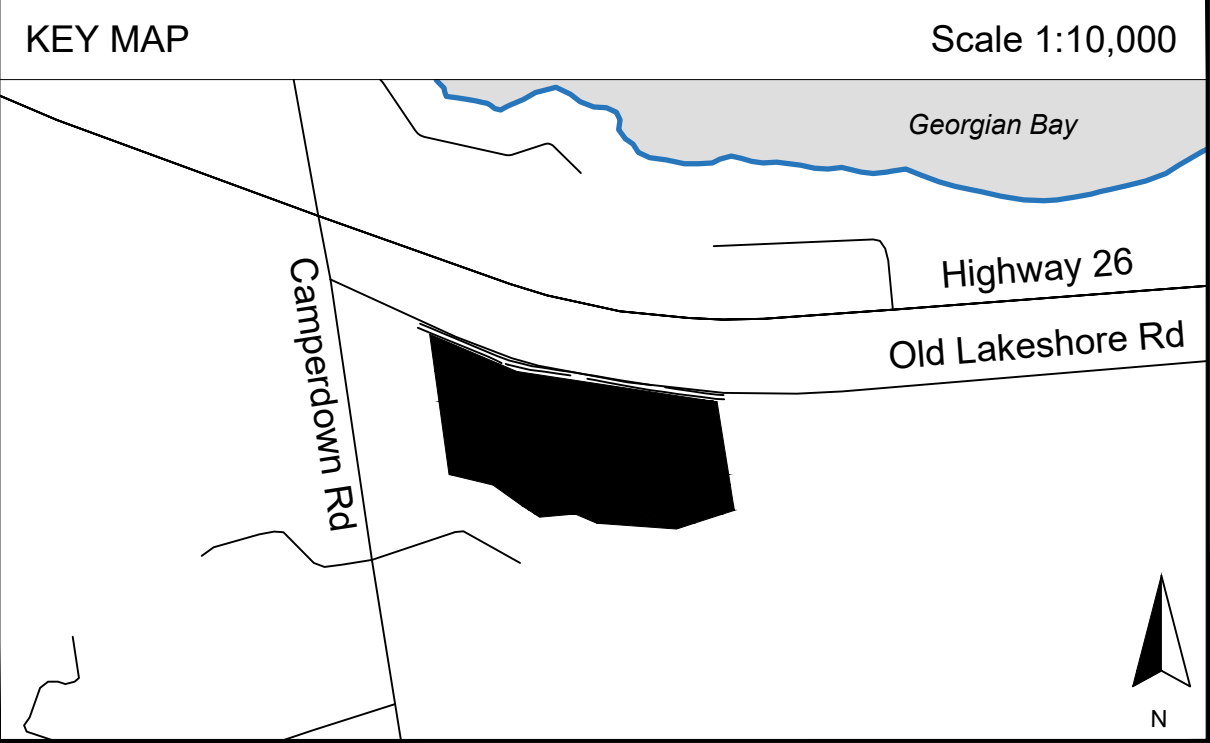 KEY MAP
Scale 1:10,000
Georgian Bay
Highway 26
Old Lakeshore Rd
Camperdown Rd
N